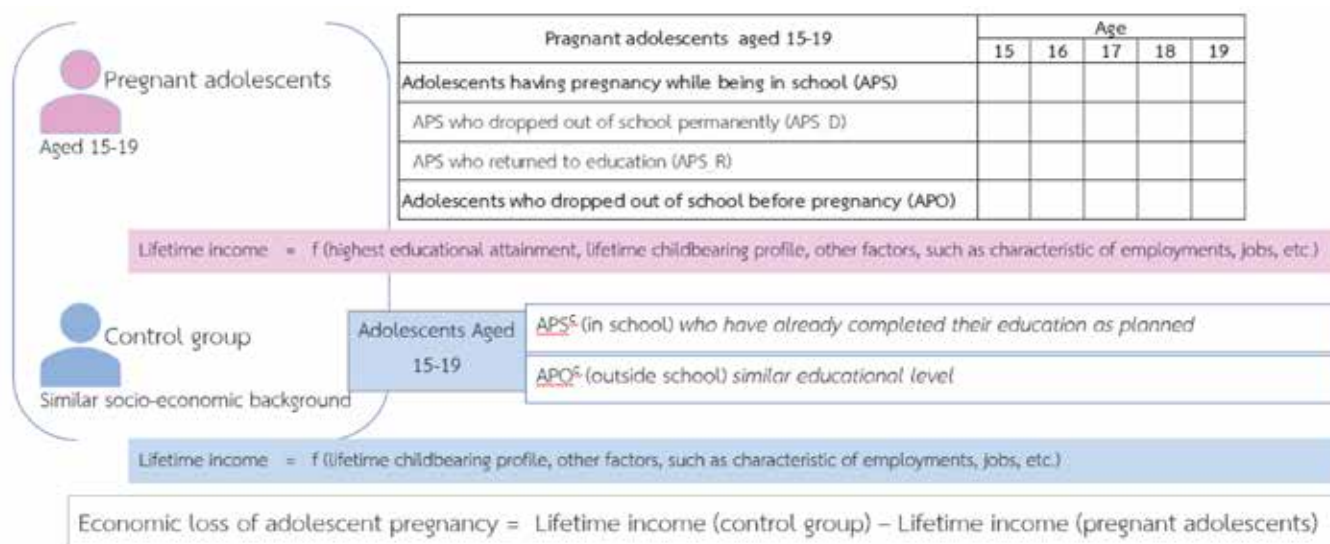 Pragnant adolescents aged 15-19
Age
15 16 17 18 19
Adolescents having pregnancy while being in school (APS)
APS who dropped out of school permanently (APS D)
APS who returned to education (APS R)
Adolescents who dropped out of school before pregnancy (APO)
Pregnant adolescents
Aged 15-19
Lifetime income = f (highest educational attainment, lifetime childbearing profile, other factors, such as characteristic of employments, jobs, etc.)
Control group
Similar socio-economic background
Adolescents Aged
15-19
APSᶜ (in school) who have already completed their education as planned
APOᶜ (outside school) similar educational level
Lifetime income = f (lifetime childbearing profile, other factors, such as characteristic of employments, jobs, etc.)
Economic loss of adolescent pregnancy = Lifetime income (control group) – Lifetime income (pregnant adolescents)